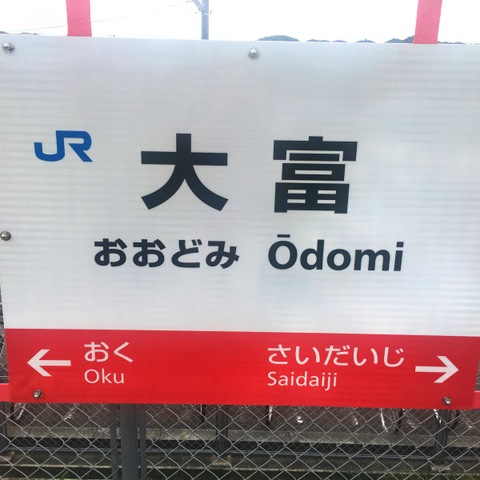 JR
大富
おおどみ Ōdomi
← おく さいだいじ →
Oku Saidaiji